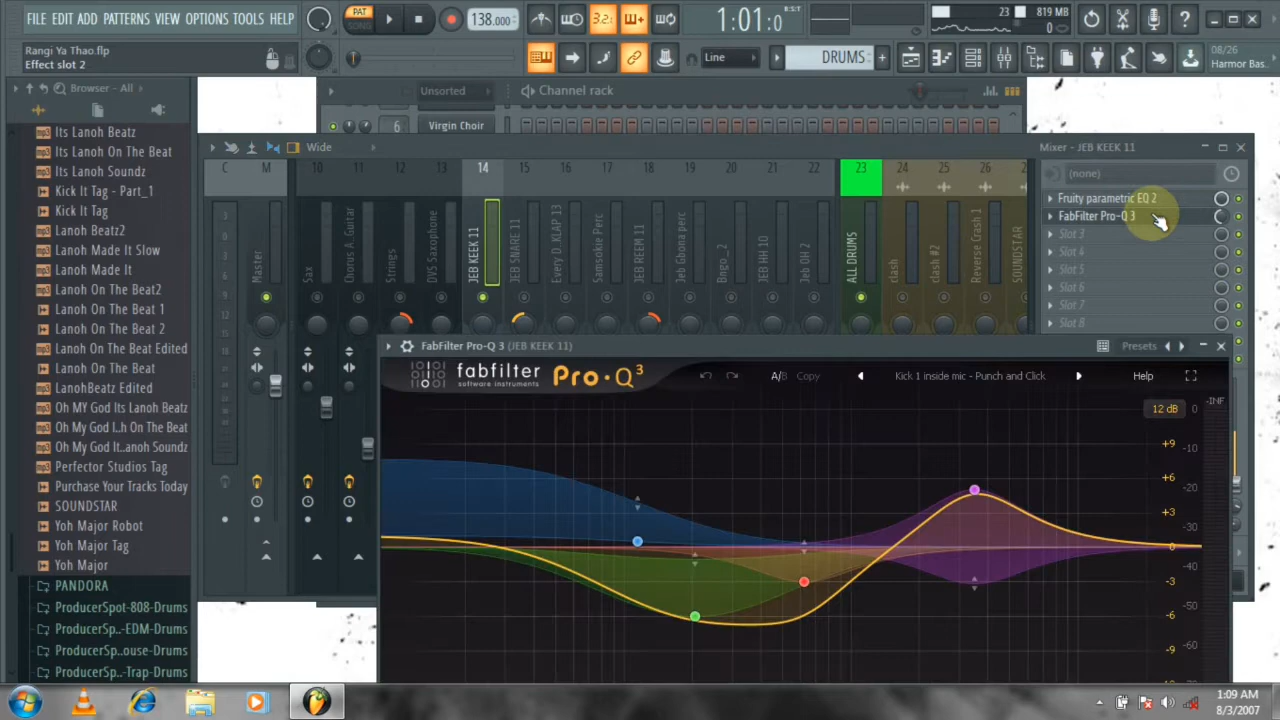 FILE EDIT ADD PATTERNS VIEW OPTIONS TOOLS HELP
PAT
SONG
138.000
3.2.
1:01:0
B:S:T
23
819 MB
0
Rangi Ya Thao.flp
Effect slot 2
Line
DRUMS
08/26
Harmor Bas..
Browser - All
Its Lanoh Beatz
Its Lanoh On The Beat
Its Lanoh Soundz
Kick It Tag - Part_1
Kick It Tag
Lanoh Beatz2
Lanoh Made It Slow
Lanoh Made It
Lanoh On The Beat2
Lanoh On The Beat 1
Lanoh On The Beat 2
Lanoh On The Beat Edited
Lanoh On The Beat
LanohBeatz Edited
Oh My God Its Lanoh Beatz
Oh My God I..h On The Beat
Oh My God It..anoh Soundz
Perfector Studios Tag
Purchase Your Tracks Today
SOUNDSTAR
Yoh Major Robot
Yoh Major Tag
Yoh Major
PANDORA
ProducerSpot-808-Drums
ProducerSp..-EDM-Drums
ProducerSp..ouse-Drums
ProducerSp..-Trap-Drums
Unsorted
Channel rack
6
Virgin Choir
Wide
C M 10 11 12 13 14 15 16 17 18 19 20 21 22 23 24 25 26
Master
Sax
Chorus A. Guitar
Strings
DVS Saxophone
JEB KEEK 11
JEB SNARE 11
Every D.KLAP 13
Samsokie Perc
JEB REEM 11
Jeb Gbona perc
Bngo_2
Jeb HH 10
Jeb OH 2
ALL DRUMS
clash
clash #2
Reverse Crash 1
SOUNDSTAR
Mixer - JEB KEEK 11
(none)
Fruity parametric EQ 2
FabFilter Pro-Q 3
Slot 3
Slot 4
Slot 5
Slot 6
Slot 7
Slot 8
FabFilter Pro-Q 3 (JEB KEEK 11)
Presets
fabfilter
software instruments
Pro·Q3
A/B
Copy
Kick 1 inside mic - Punch and Click
Help
12 dB
0
-INF
+9
-10
+6
-20
+3
-30
0
-40
-3
-50
-6
-60
-9
1:09 AM
8/3/2007